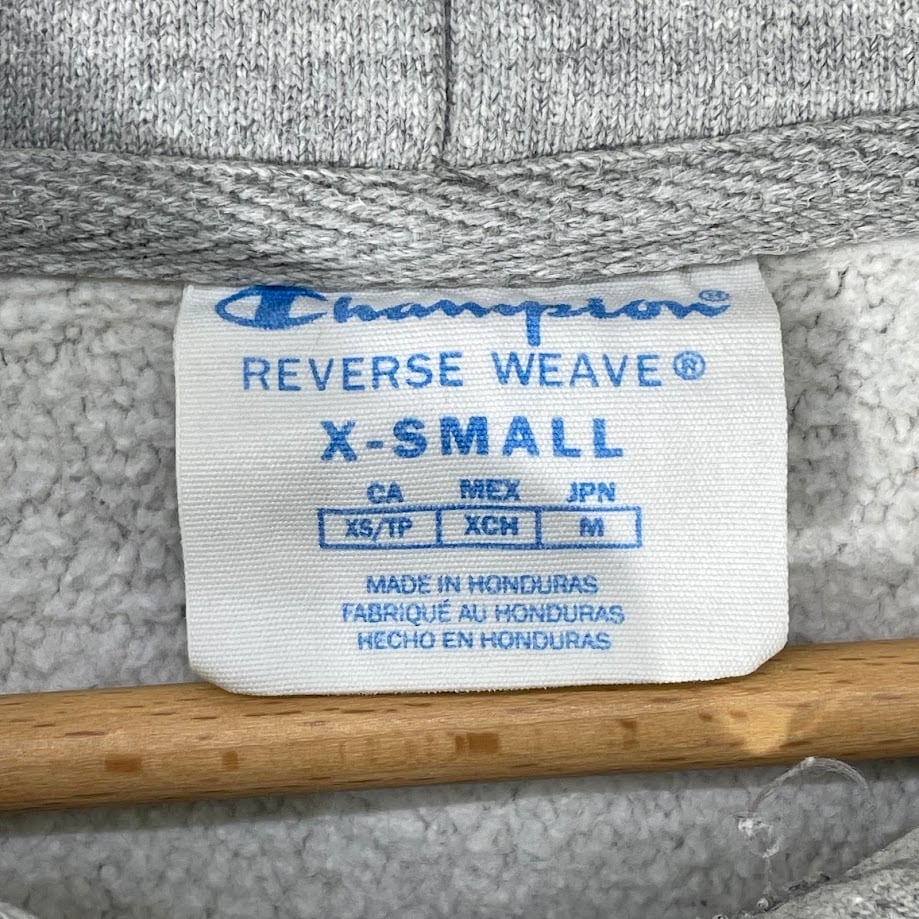 Champion®
REVERSE WEAVE®
X-SMALL
CA MEX JPN
XS/TP XCH M
MADE IN HONDURAS
FABRIQUÉ AU HONDURAS
HECHO EN HONDURAS